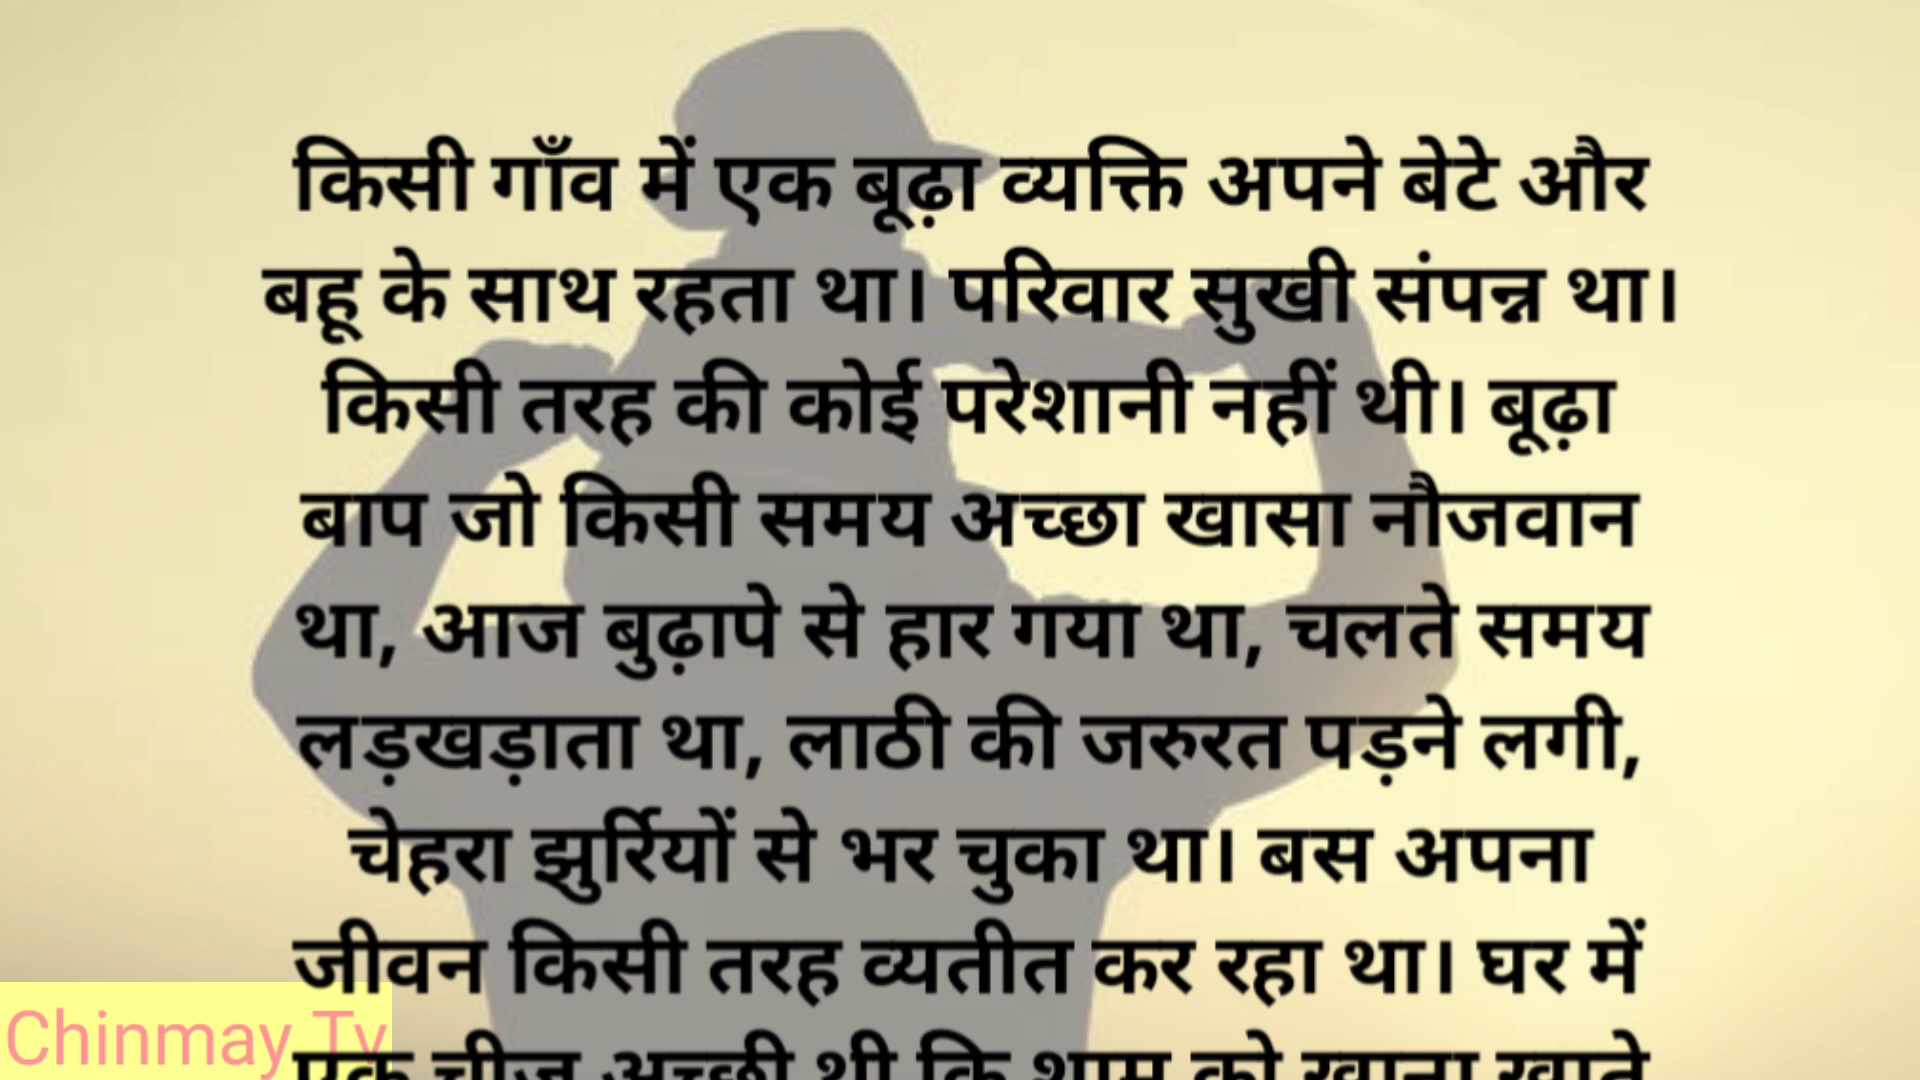 किसी गाँव में एक बूढ़ा व्यक्ति अपने बेटे और
बहू के साथ रहता था। परिवार सुखी संपन्न था।
किसी तरह की कोई परेशानी नहीं थी। बूढ़ा
बाप जो किसी समय अच्छा खासा नौजवान
था, आज बुढ़ापे से हार गया था, चलते समय
लड़खड़ाता था, लाठी की जरुरत पड़ने लगी,
चेहरा झुर्रियों से भर चुका था। बस अपना
जीवन किसी तरह व्यतीत कर रहा था। घर में
एक चीज अच्छी थी कि शाम को खाना खाते
Chinmay Tv